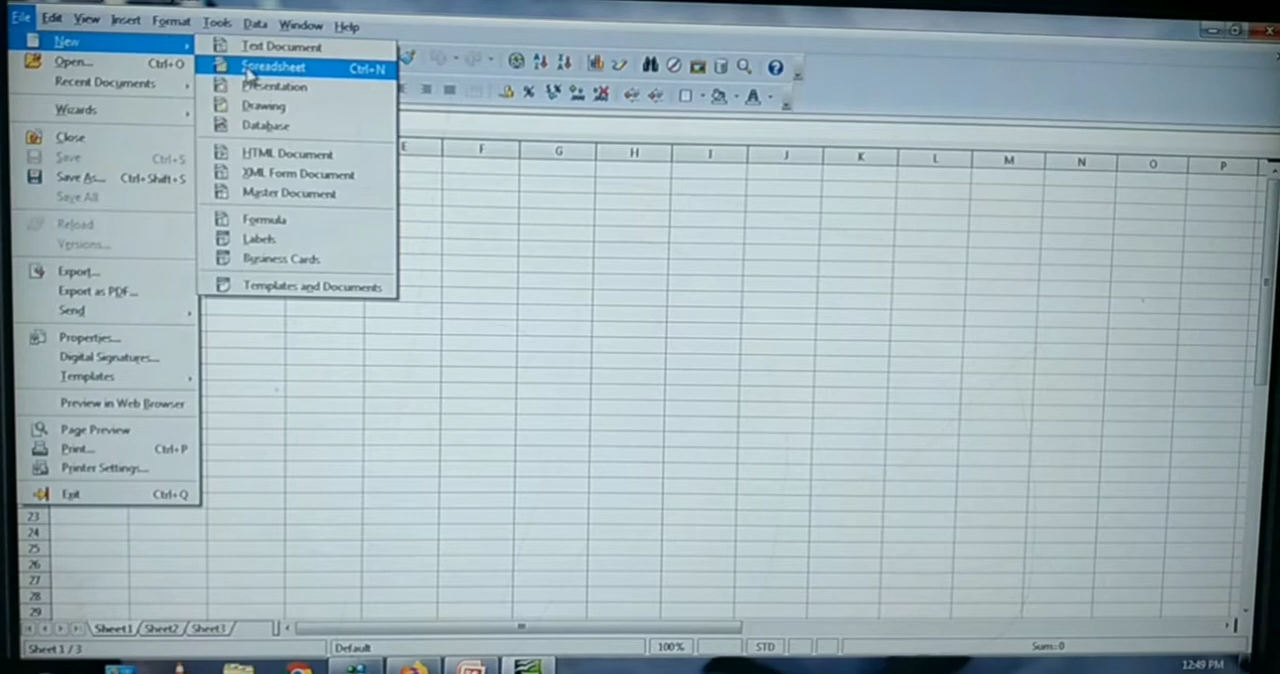 File Edit View Insert Format Tools Data Window Help
New
Open... Ctrl+O
Recent Documents
Wizards
Close
Save Ctrl+S
Save As... Ctrl+Shift+S
Save All
Reload
Versions...
Export...
Export as PDF...
Send
Properties...
Digital Signatures...
Templates
Preview in Web Browser
Page Preview
Print... Ctrl+P
Printer Settings...
Exit Ctrl+Q
Text Document
Spreadsheet Ctrl+N
Presentation
Drawing
Database
HTML Document
XML Form Document
Master Document
Formula
Labels
Business Cards
Templates and Documents
E F G H I J K L M N O P
23
24
25
26
27
28
29
Sheet1 Sheet2 Sheet3
Sheet 1 / 3 Default 100% STD Sum=0
12:49 PM